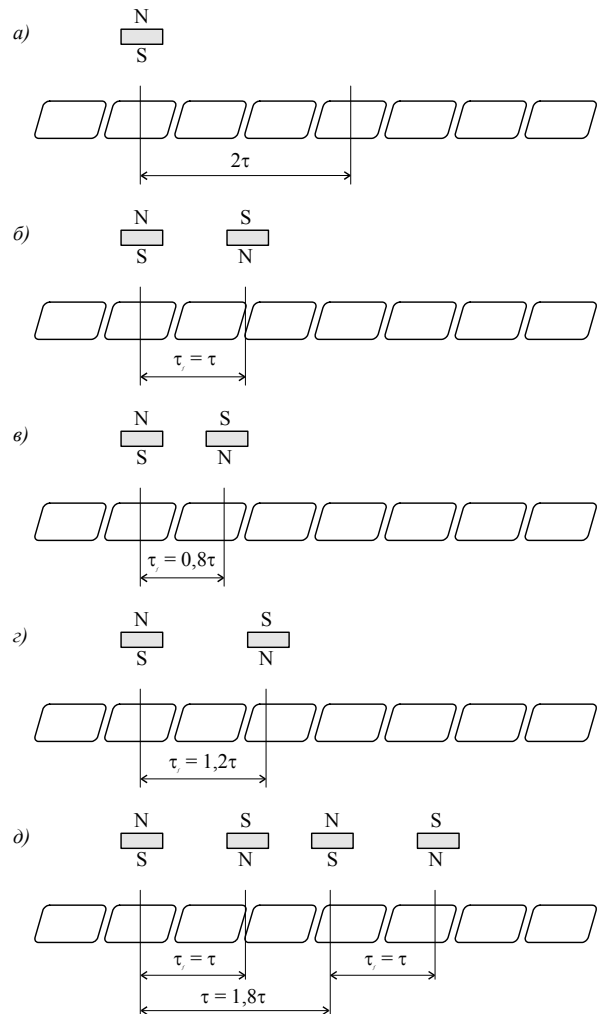 а)
N
S
2τ
б)
N S
S N
τ, = τ
в)
N S
S N
τ, = 0,8τ
г)
N S
S N
τ, = 1,2τ
д)
N S N S
S N S N
τ, = τ τ, = τ
τ = 1,8τ